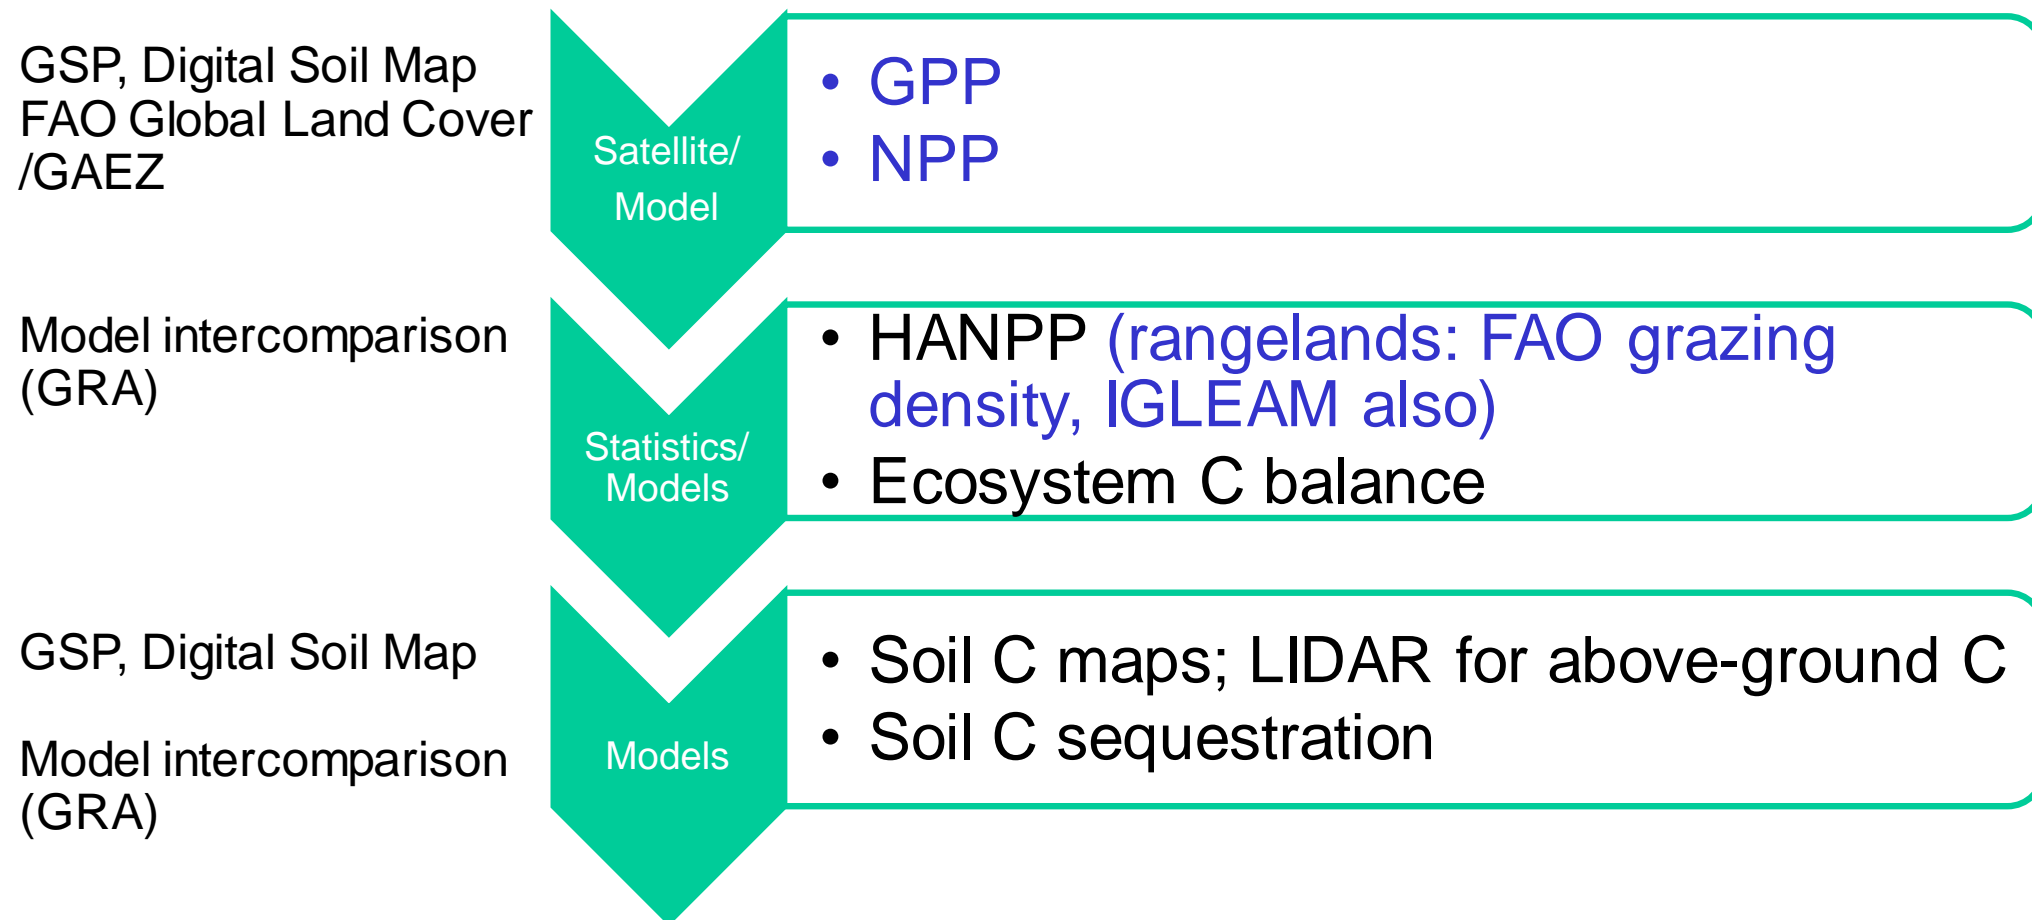 GSP, Digital Soil Map
FAO Global Land Cover
/GAEZ
Satellite/
Model
• GPP
• NPP
Model intercomparison
(GRA)
Statistics/
Models
• HANPP (rangelands: FAO grazing
density, IGLEAM also)
• Ecosystem C balance
GSP, Digital Soil Map
Model intercomparison
(GRA)
Models
• Soil C maps; LIDAR for above-ground C
• Soil C sequestration